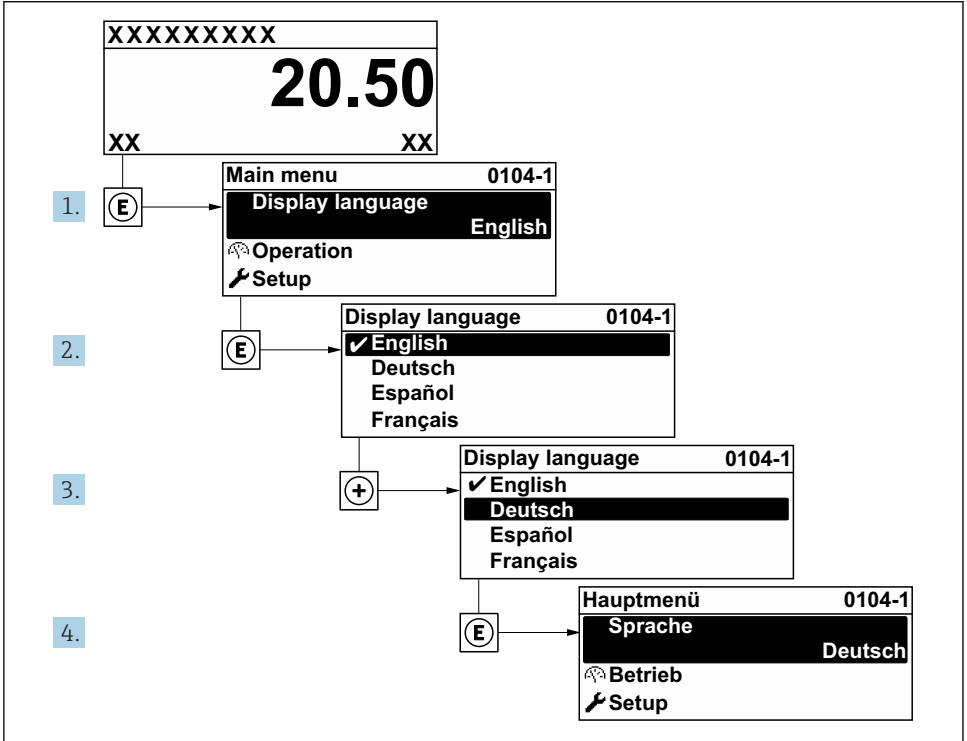 XXXXXXXXX
20.50
XX XX
1. E
Main menu 0104-1
Display language
English
Operation
Setup
2. E
Display language 0104-1
✔English
Deutsch
Español
Français
3. +
Display language 0104-1
✔English
Deutsch
Español
Français
4. E
Hauptmenü 0104-1
Sprache
Deutsch
Betrieb
Setup